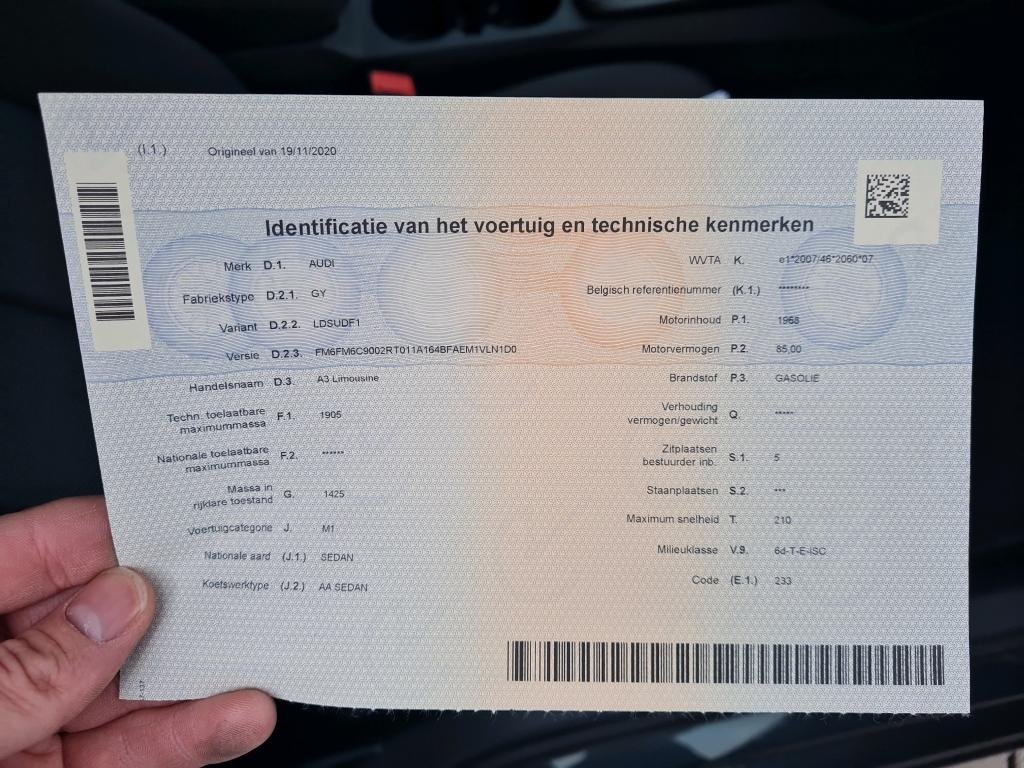 (I.1.) Origineel van 19/11/2020
Identificatie van het voertuig en technische kenmerken
Merk D.1. AUDI
Fabriekstype D.2.1. GY
Variant D.2.2. LDSUDF1
Versie D.2.3. FM6FM6C9002RT011A164BFAEM1VLN1D0
Handelsnaam D.3. A3 Limousine
Techn. toelaatbare
maximummassa F.1. 1905
Nationale toelaatbare
maximummassa F.2. ******
Massa in
rijklare toestand G. 1425
Voertuigcategorie J. M1
Nationale aard (J.1.) SEDAN
Koetswerktype (J.2.) AA SEDAN
WVTA K. e1*2007/46*2060*07
Belgisch referentienummer (K.1.) ********
Motorinhoud P.1. 1968
Motorvermogen P.2. 85,00
Brandstof P.3. GASOLIE
Verhouding
vermogen/gewicht Q. *****
Zitplaatsen
bestuurder inb. S.1. 5
Staanplaatsen S.2. ***
Maximum snelheid T. 210
Milieuklasse V.9. 6d-T-E-ISC
Code (E.1.) 233